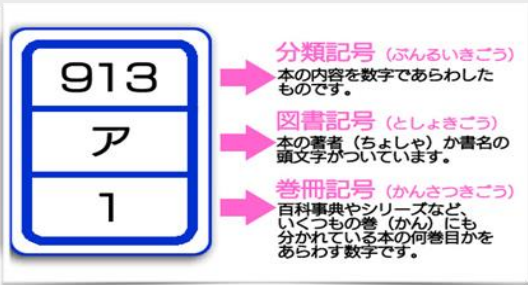 913
分類記号（ぶんるいきごう）
本の内容を数字であらわした
ものです。
ア
図書記号（としょきごう）
本の著者（ちょしゃ）か書名の
頭文字がついています。
1
巻冊記号（かんさつきごう）
百科事典やシリーズなど、
いくつもの巻（かん）にも
分かれている本の何巻目かを
あらわす数字です。